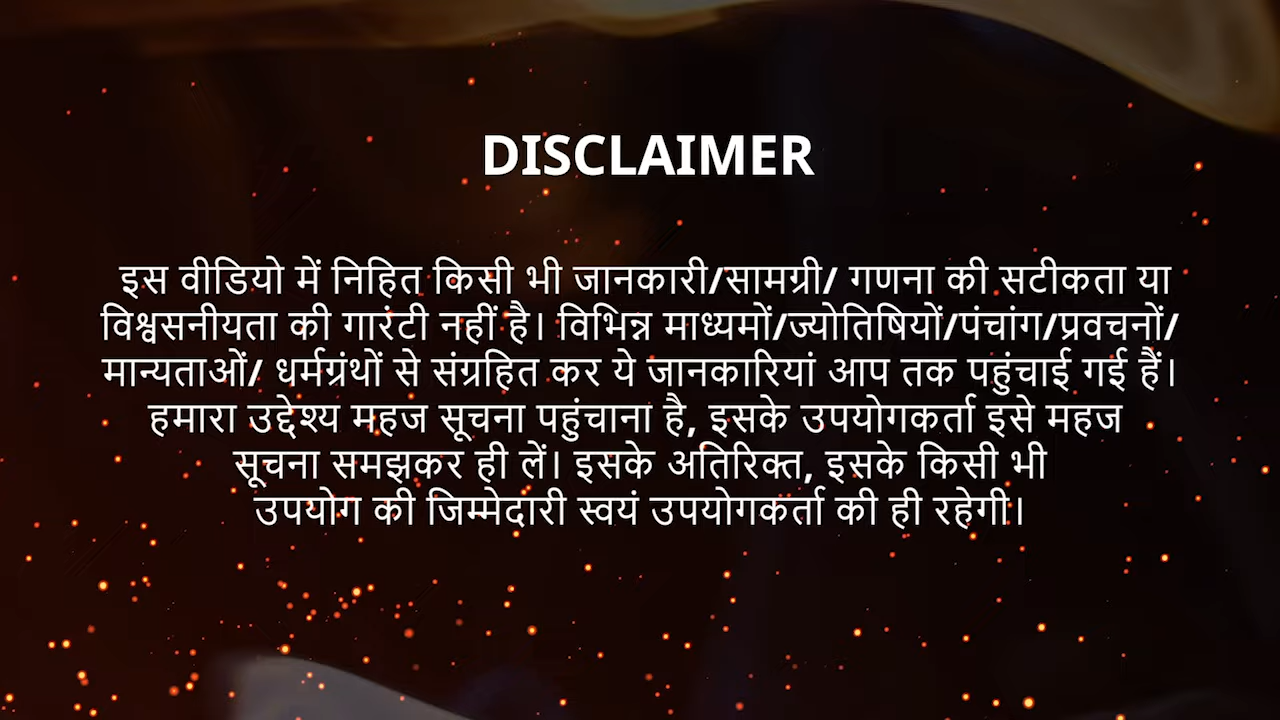 DISCLAIMER
इस वीडियो में निहित किसी भी जानकारी/सामग्री/ गणना की सटीकता या
विश्वसनीयता की गारंटी नहीं है। विभिन्न माध्यमों/ज्योतिषियों/पंचांग/प्रवचनों/
मान्यताओं/ धर्मग्रंथों से संग्रहित कर ये जानकारियां आप तक पहुंचाई गई हैं।
हमारा उद्देश्य महज सूचना पहुंचाना है, इसके उपयोगकर्ता इसे महज
सूचना समझकर ही लें। इसके अतिरिक्त, इसके किसी भी
उपयोग की जिम्मेदारी स्वयं उपयोगकर्ता की ही रहेगी।